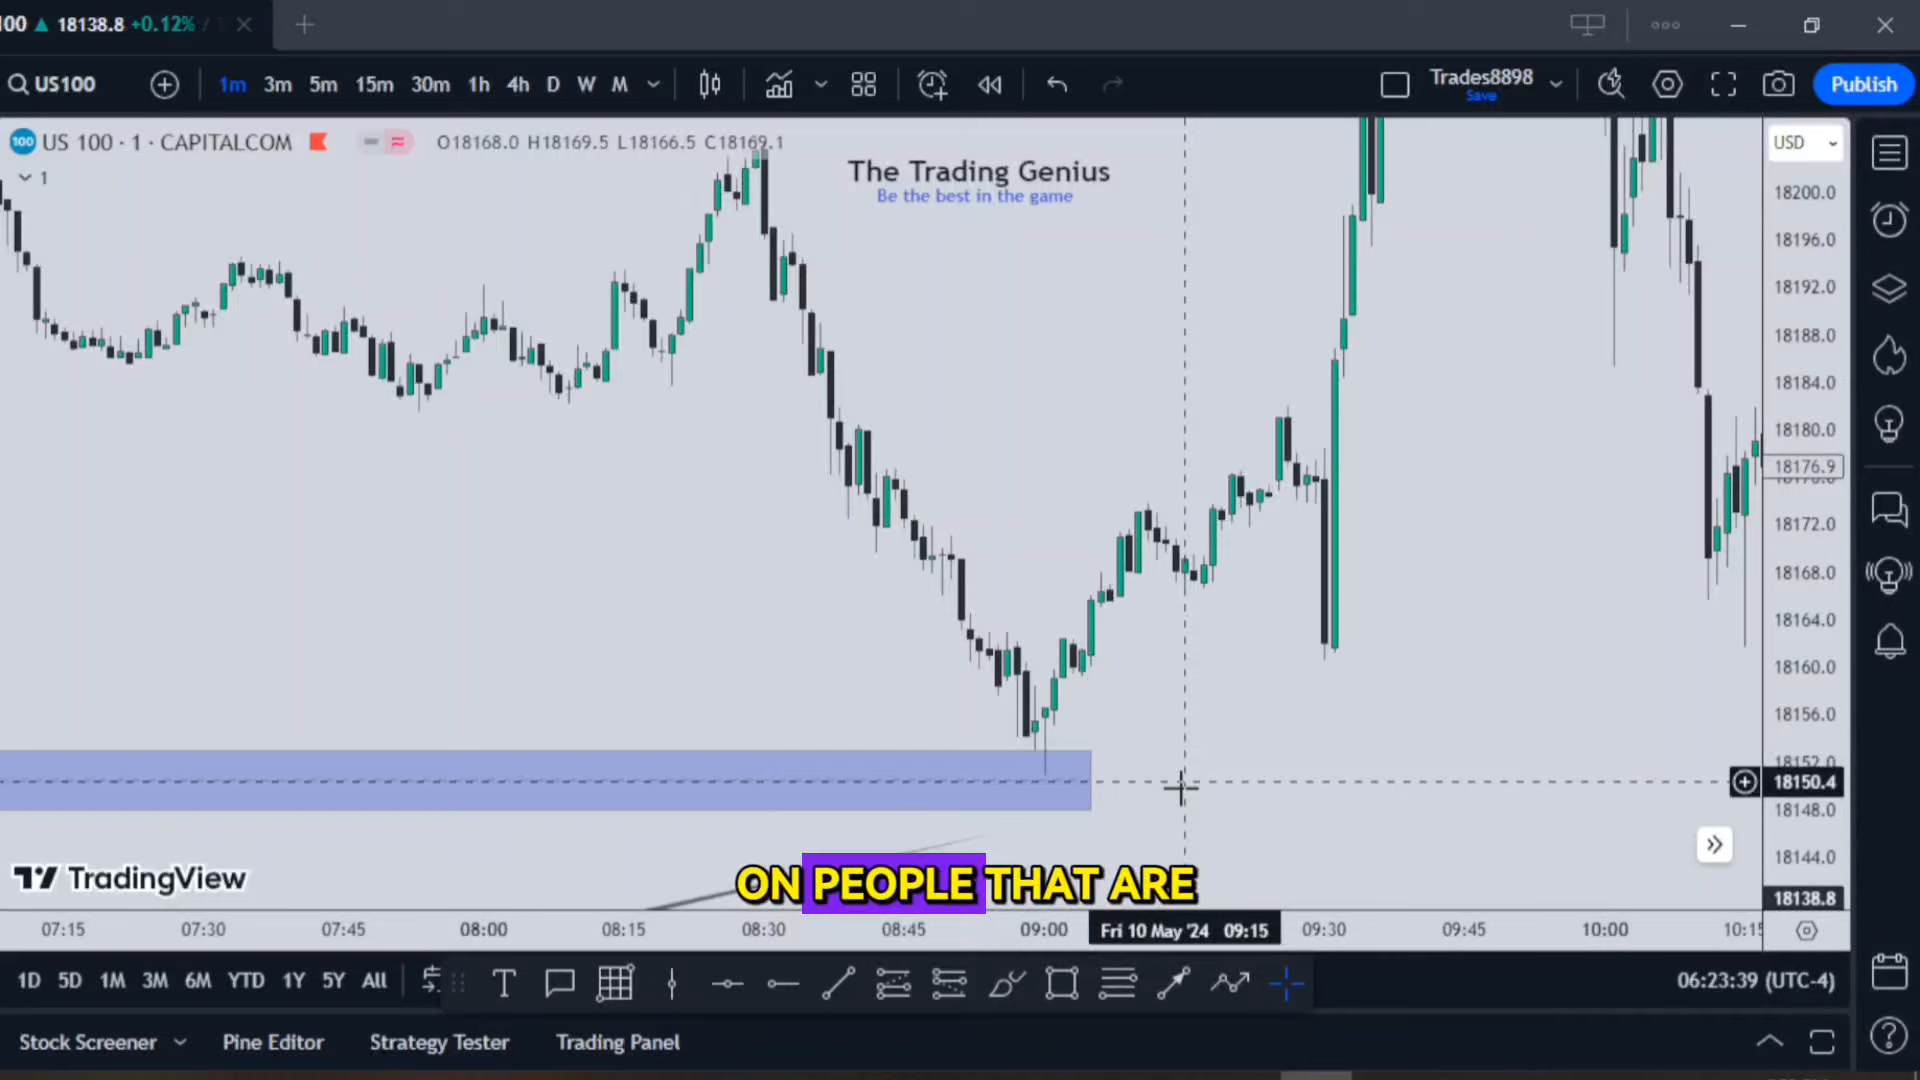 100 ▲ 18138.8 +0.12% /
US100 1m 3m 5m 15m 30m 1h 4h D W M Trades8898 Save Publish
100 US 100 · 1 · CAPITALCOM O18168.0 H18169.5 L18166.5 C18169.1
1
The Trading Genius
Be the best in the game
USD
18200.0
18196.0
18192.0
18188.0
18184.0
18180.0
18176.9
18172.0
18168.0
18164.0
18160.0
18156.0
18152.0
18150.4
18148.0
18144.0
18138.8
TradingView
ON PEOPLE THAT ARE
07:15 07:30 07:45 08:00 08:15 08:30 08:45 09:00 Fri 10 May '24 09:15 09:30 09:45 10:00 10:15
1D 5D 1M 3M 6M YTD 1Y 5Y All 06:23:39 (UTC-4)
Stock Screener Pine Editor Strategy Tester Trading Panel